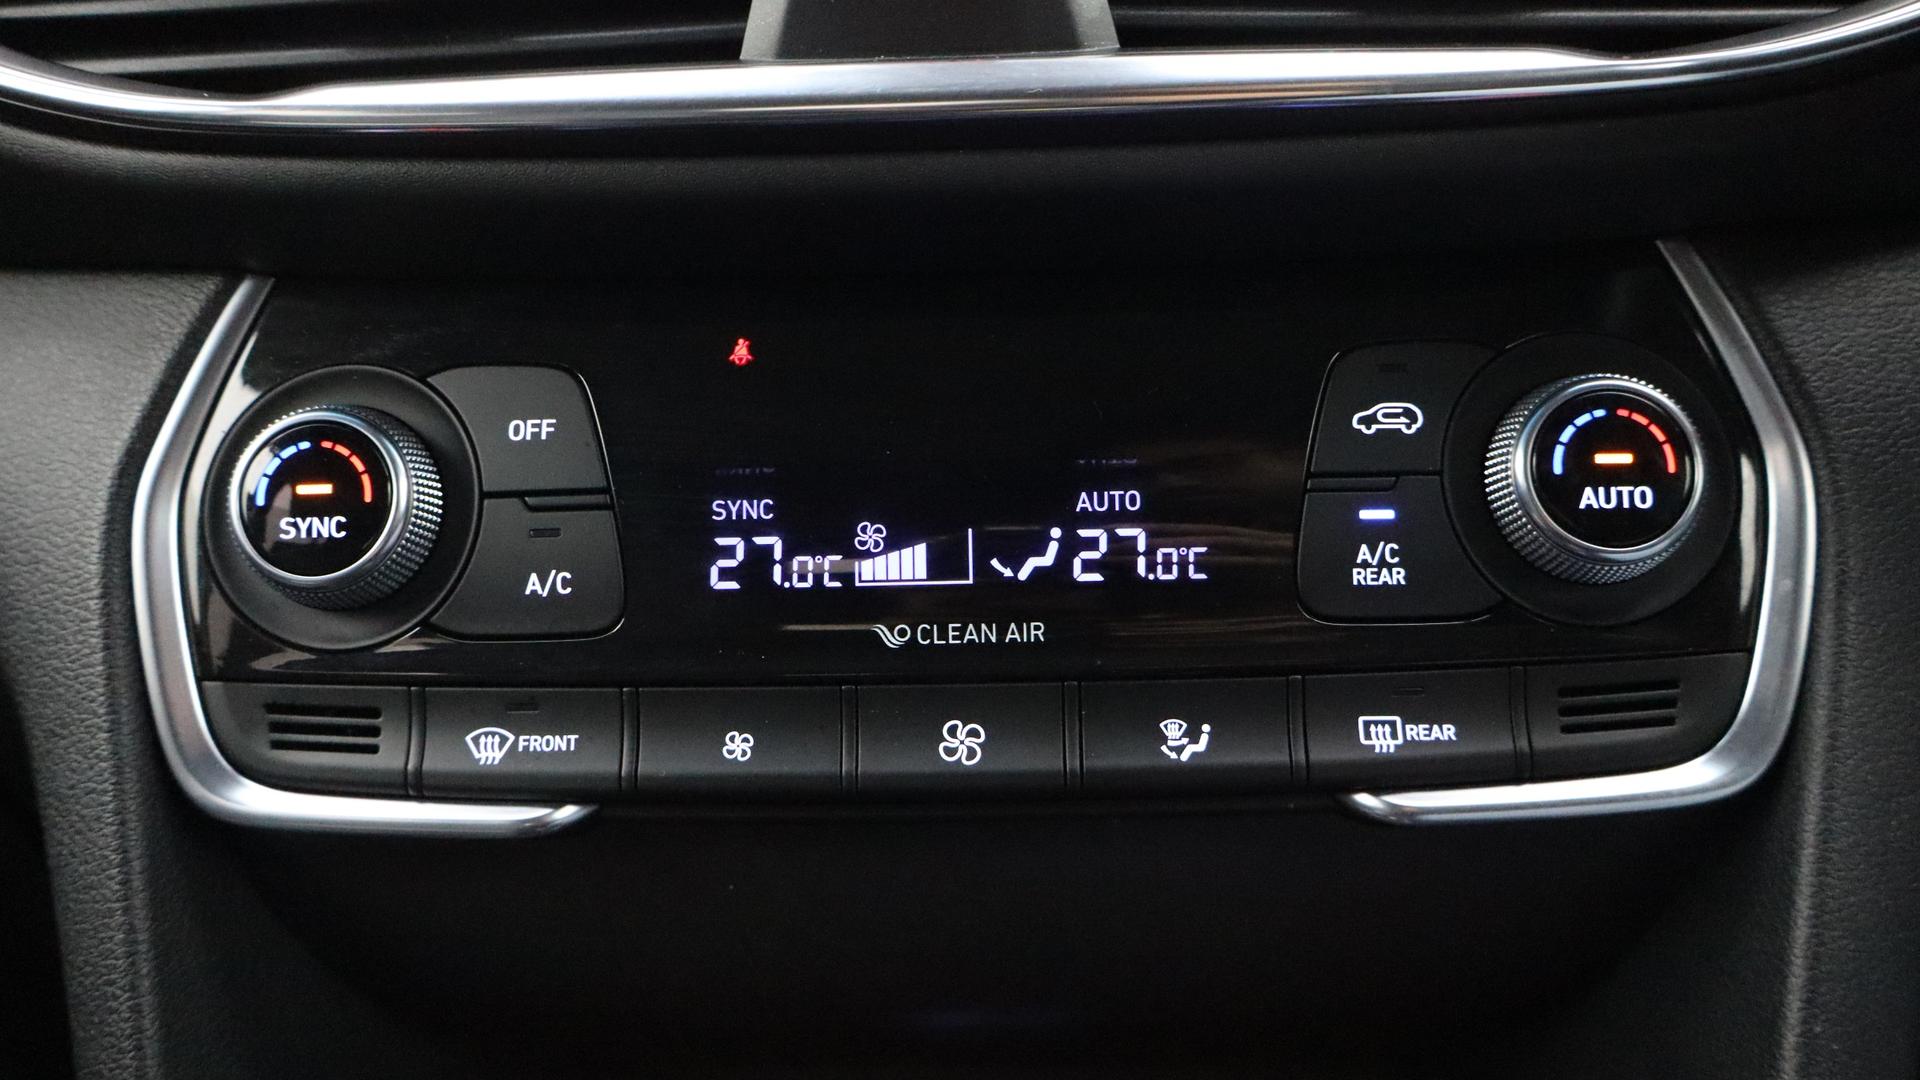 OFF
SYNC
A/C
SYNC
27.0°C
AUTO
27.0°C
CLEAN AIR
A/C
REAR
AUTO
FRONT
REAR